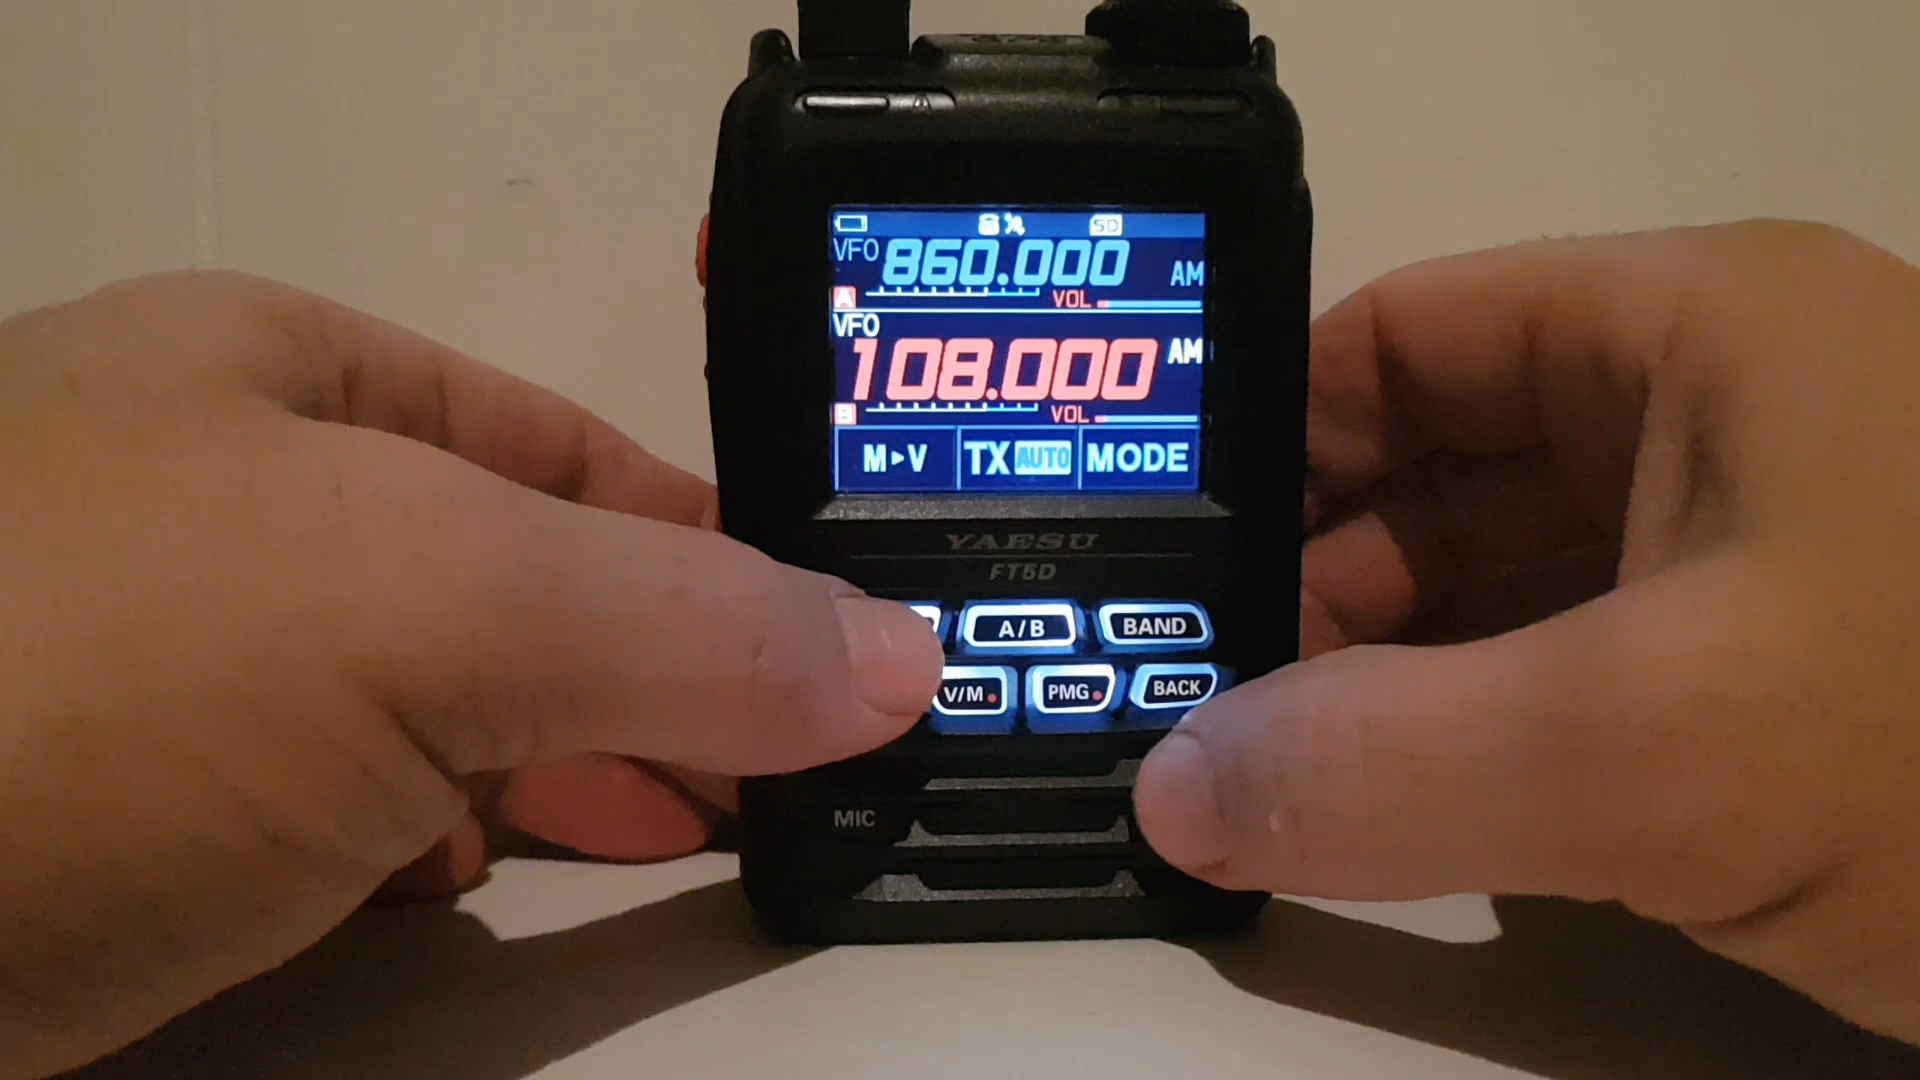 SD
VFO 860.000 AM
A VOL
VFO
108.000 AM
B VOL
M▸V TX AUTO MODE
YAESU
FT5D
A/B BAND
V/M PMG BACK
MIC